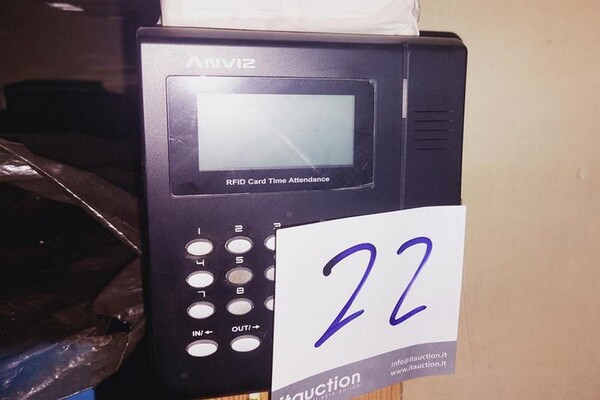 ANVIZ
RFID Card Time Attendance
1 2 3
4 5
7 8
IN/← OUT/→
22
itauction
info@itauction.it
www.itauction.it